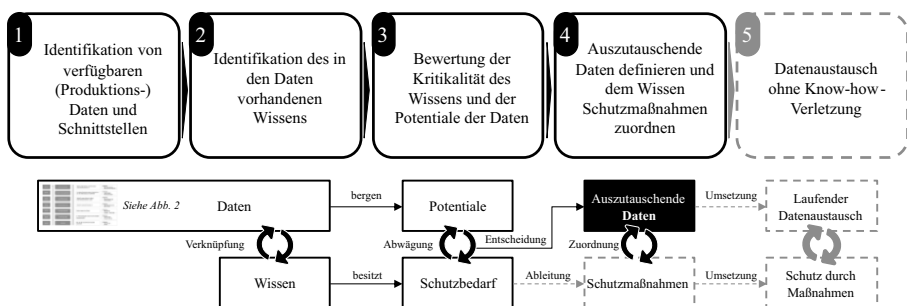 1
Identifikation von
verfügbaren
(Produktions-)
Daten und
Schnittstellen
2
Identifikation des in
den Daten
vorhandenen
Wissens
3
Bewertung der
Kritikalität des
Wissens und der
Potentiale der Daten
4
Auszutauschende
Daten definieren und
dem Wissen
Schutzmaßnahmen
zuordnen
5
Datenaustausch
ohne Know-how-
Verletzung
Siehe Abb. 2
Daten
bergen
Potentiale
Auszutauschende
Daten
Umsetzung
Laufender
Datenaustausch
Verknüpfung
Abwägung
Entscheidung
Zuordnung
Wissen
besitzt
Schutzbedarf
Ableitung
Schutzmaßnahmen
Umsetzung
Schutz durch
Maßnahmen